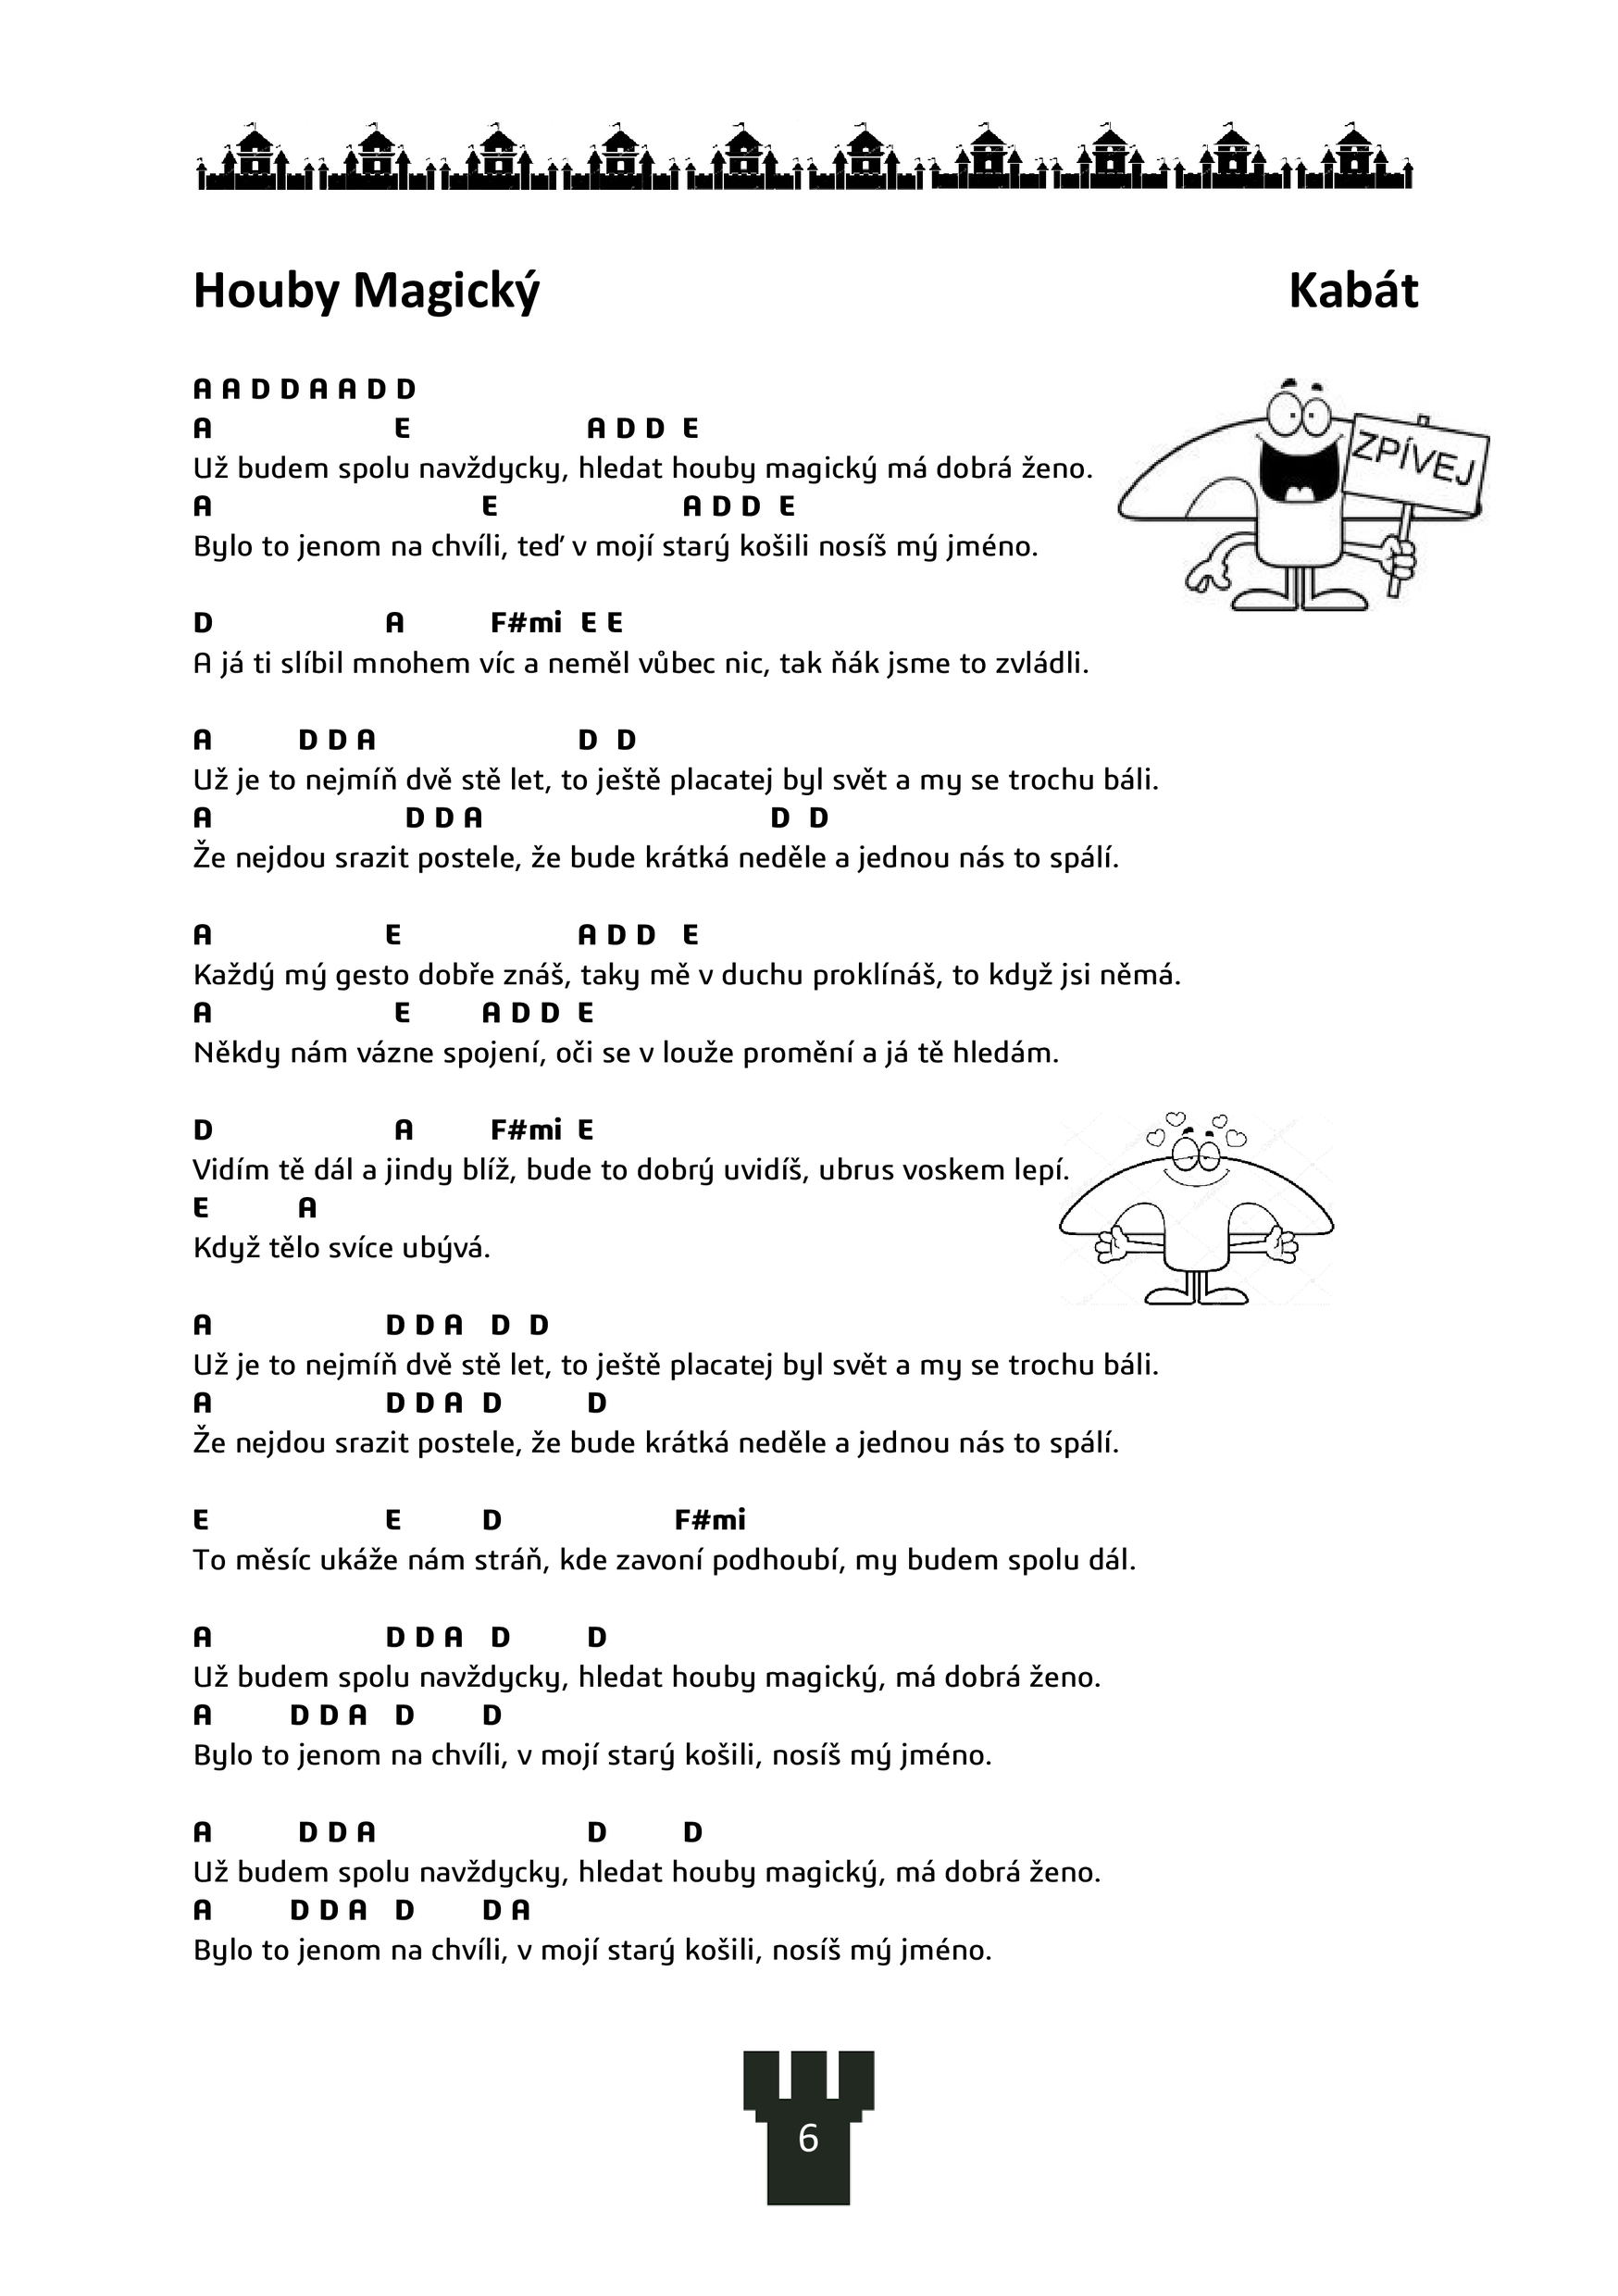 Houby Magický Kabát
A A D D A A D D
A E A D D E
Už budem spolu navždycky, hledat houby magický má dobrá ženo.
A E A D D E
Bylo to jenom na chvíli, teď v mojí starý košili nosíš mý jméno.
ZPÍVEJ
D A F#mi E E
A já ti slíbil mnohem víc a neměl vůbec nic, tak ňák jsme to zvládli.
A D D A D D
Už je to nejmíň dvě stě let, to ještě placatej byl svět a my se trochu báli.
A D D A D D
Že nejdou srazit postele, že bude krátká neděle a jednou nás to spálí.
A E A D D E
Každý mý gesto dobře znáš, taky mě v duchu proklínáš, to když jsi němá.
A E A D D E
Někdy nám vázne spojení, oči se v louže promění a já tě hledám.
D A F#mi E
Vidím tě dál a jindy blíž, bude to dobrý uvidíš, ubrus voskem lepí.
E A
Když tělo svíce ubývá.
A D D A D D
Už je to nejmíň dvě stě let, to ještě placatej byl svět a my se trochu báli.
A D D A D D
Že nejdou srazit postele, že bude krátká neděle a jednou nás to spálí.
E E D F#mi
To měsíc ukáže nám stráň, kde zavoní podhoubí, my budem spolu dál.
A D D A D D
Už budem spolu navždycky, hledat houby magický, má dobrá ženo.
A D D A D D
Bylo to jenom na chvíli, v mojí starý košili, nosíš mý jméno.
A D D A D D
Už budem spolu navždycky, hledat houby magický, má dobrá ženo.
A D D A D D A
Bylo to jenom na chvíli, v mojí starý košili, nosíš mý jméno.
6